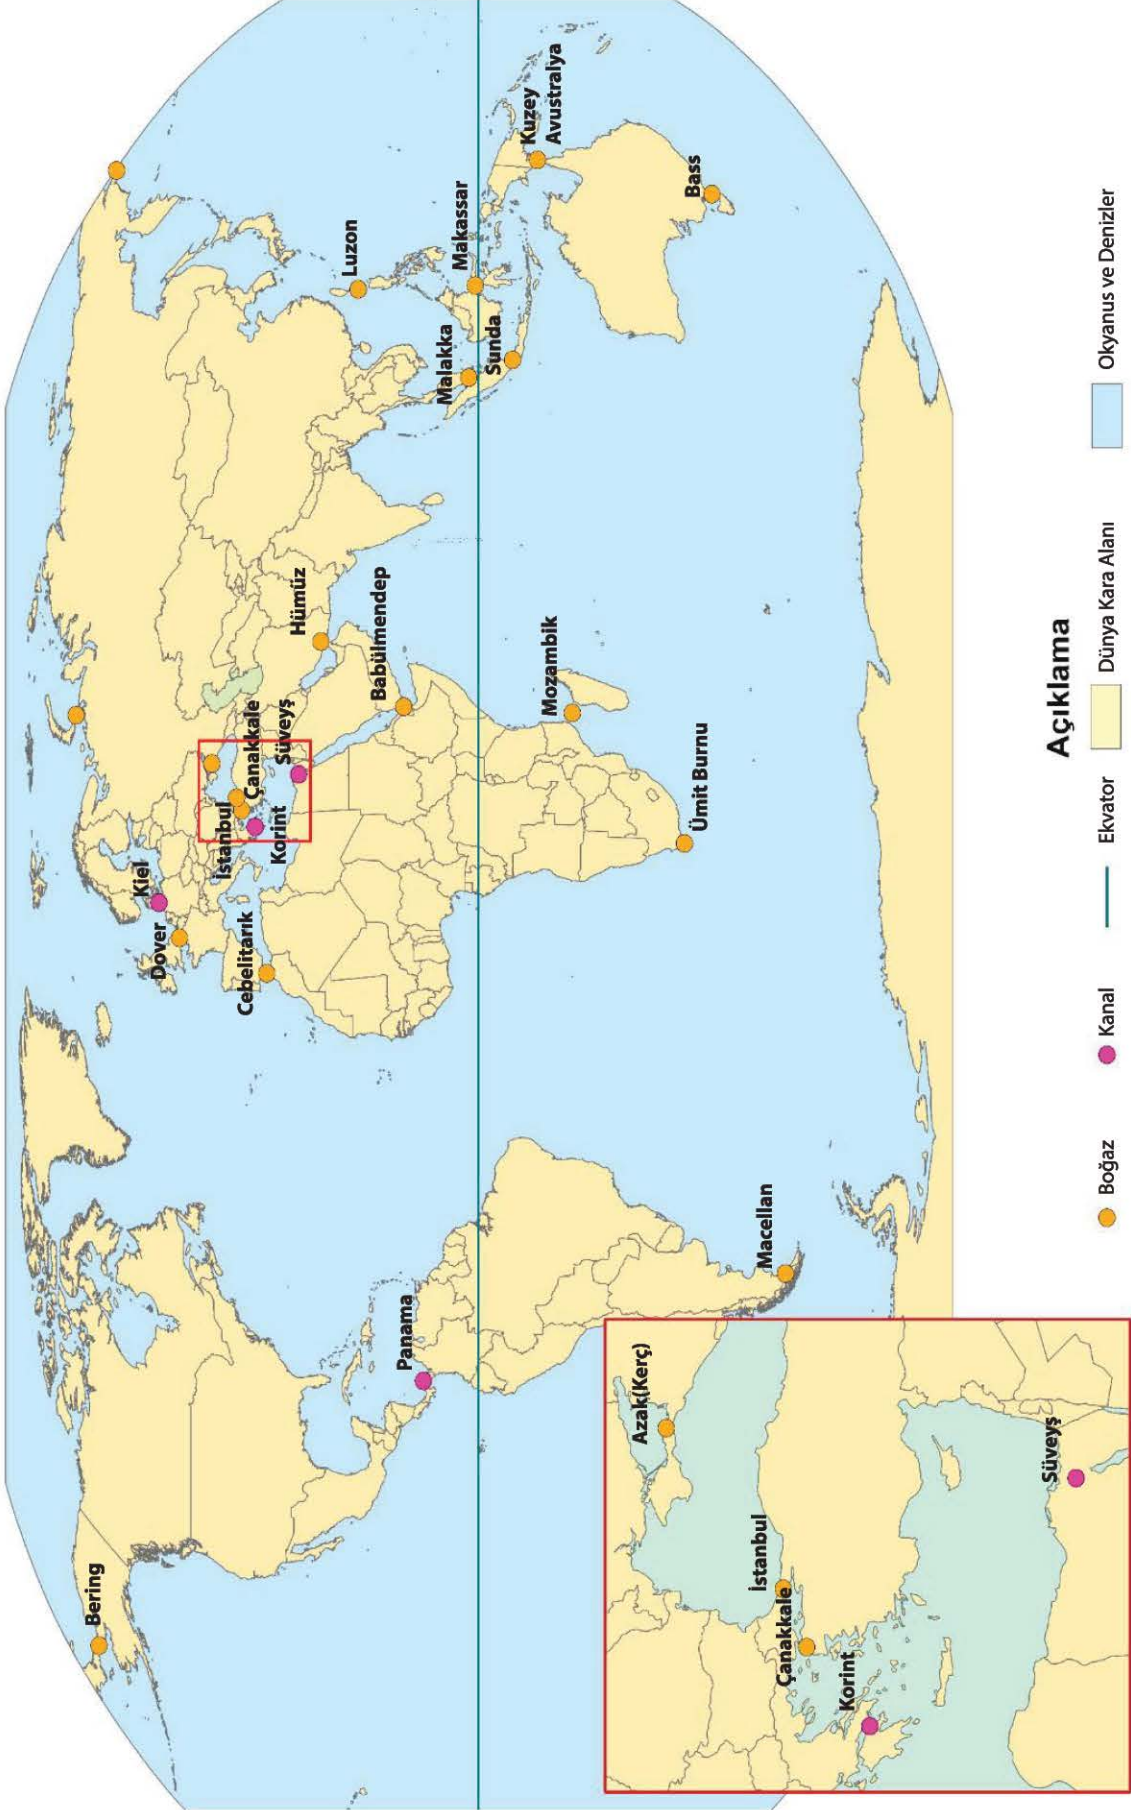 Bering
Kiel
Dover
İstanbul
Çanakkale
Cebelitarık
Korint
Süveyş
Hümüz
Luzon
Babülmendep
Panama
Malakka
Makassar
Sunda
Kuzey
Avustralya
Mozambik
Ümit Burnu
Bass
Macellan
Azak(Kerç)
İstanbul
Çanakkale
Korint
Süveyş
Açıklama
Boğaz
Kanal
Ekvator
Dünya Kara Alanı
Okyanus ve Denizler